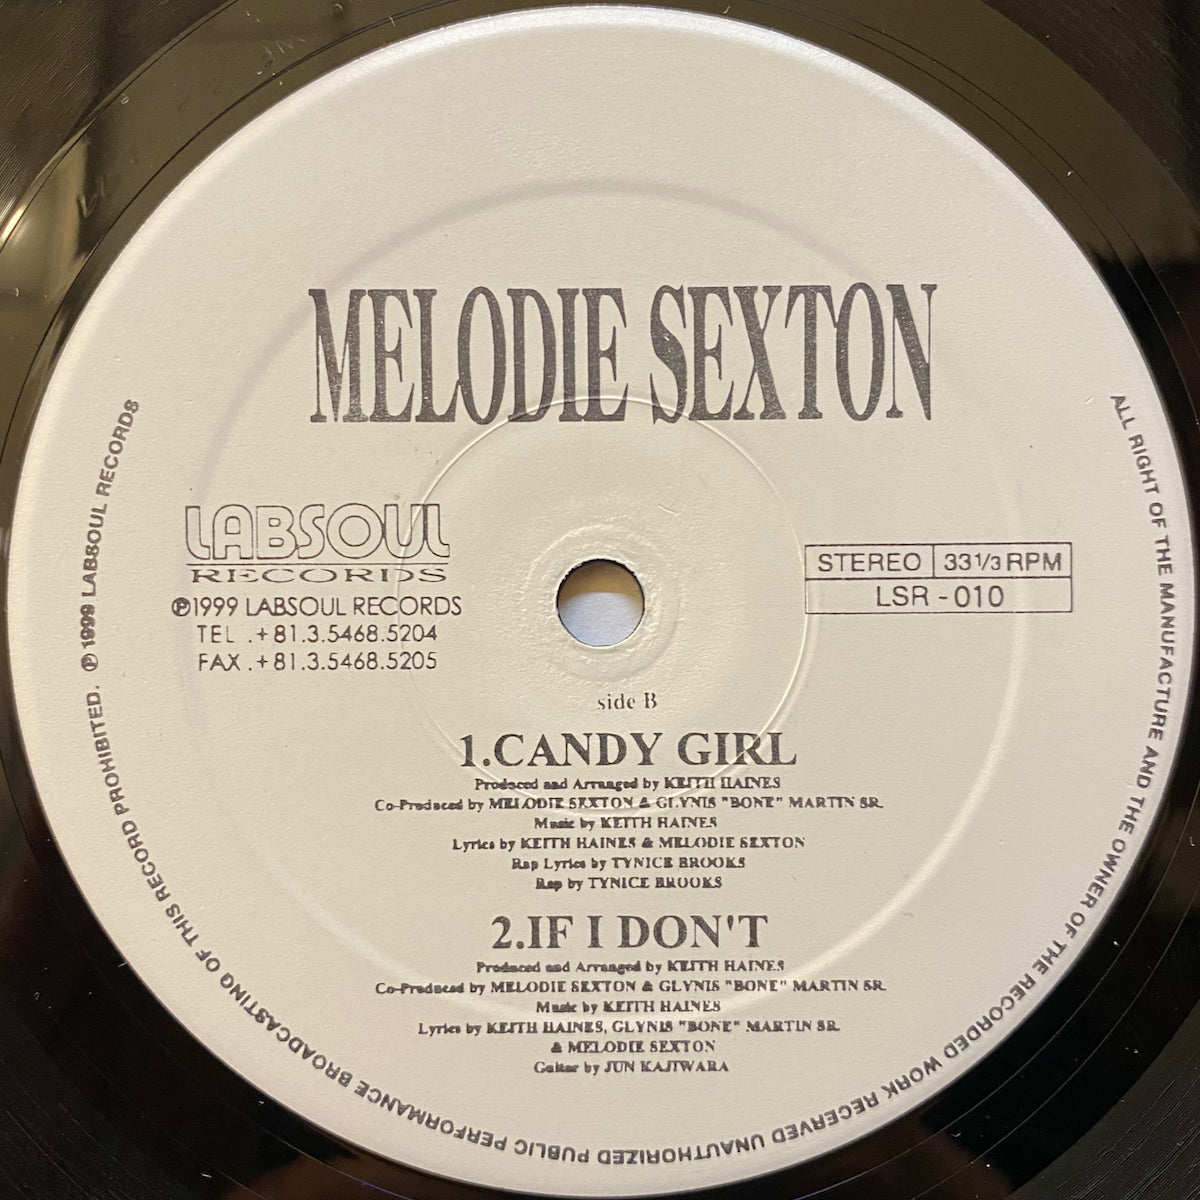 MELODIE SEXTON
LABSOUL
RECORDS
℗1999 LABSOUL RECORDS
TEL .+81.3.5468.5204
FAX .+81.3.5468.5205
STEREO 33 1/3 RPM
LSR - 010
side B
1.CANDY GIRL
Produced and Arranged by KEITH HAINES
Co-Produced by MELODIE SEXTON & GLYNIS "BONE" MARTIN SR.
Music by KEITH HAINES
Lyrics by KEITH HAINES & MELODIE SEXTON
Rap Lyrics by TYNICE BROOKS
Rap by TYNICE BROOKS
2.IF I DON'T
Produced and Arranged by KEITH HAINES
Co-Produced by MELODIE SEXTON & GLYNIS "BONE" MARTIN SR.
Music by KEITH HAINES
Lyrics by KEITH HAINES, GLYNIS "BONE" MARTIN SR.
& MELODIE SEXTON
Guitar by JUN KAJIWARA
ALL RIGHT OF THE MANUFACTURE AND THE OWNER OF THE RECORDED WORK RECERVED UNAUTHORIZED PUBLIC PERFORMANCE BROADCASTING OF THIS RECORD PROHIBITED. ℗ 1999 LABSOUL RECORDS